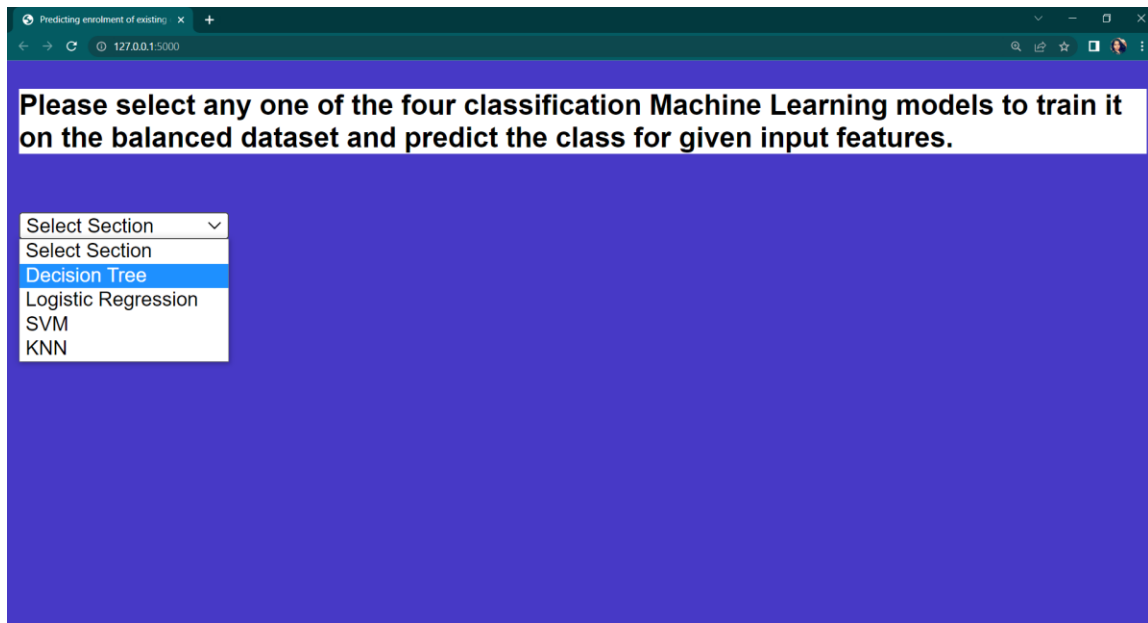 Predicting enrolment of existing
127.0.0.1:5000
Please select any one of the four classification Machine Learning models to train it
on the balanced dataset and predict the class for given input features.
Select Section
Select Section
Decision Tree
Logistic Regression
SVM
KNN